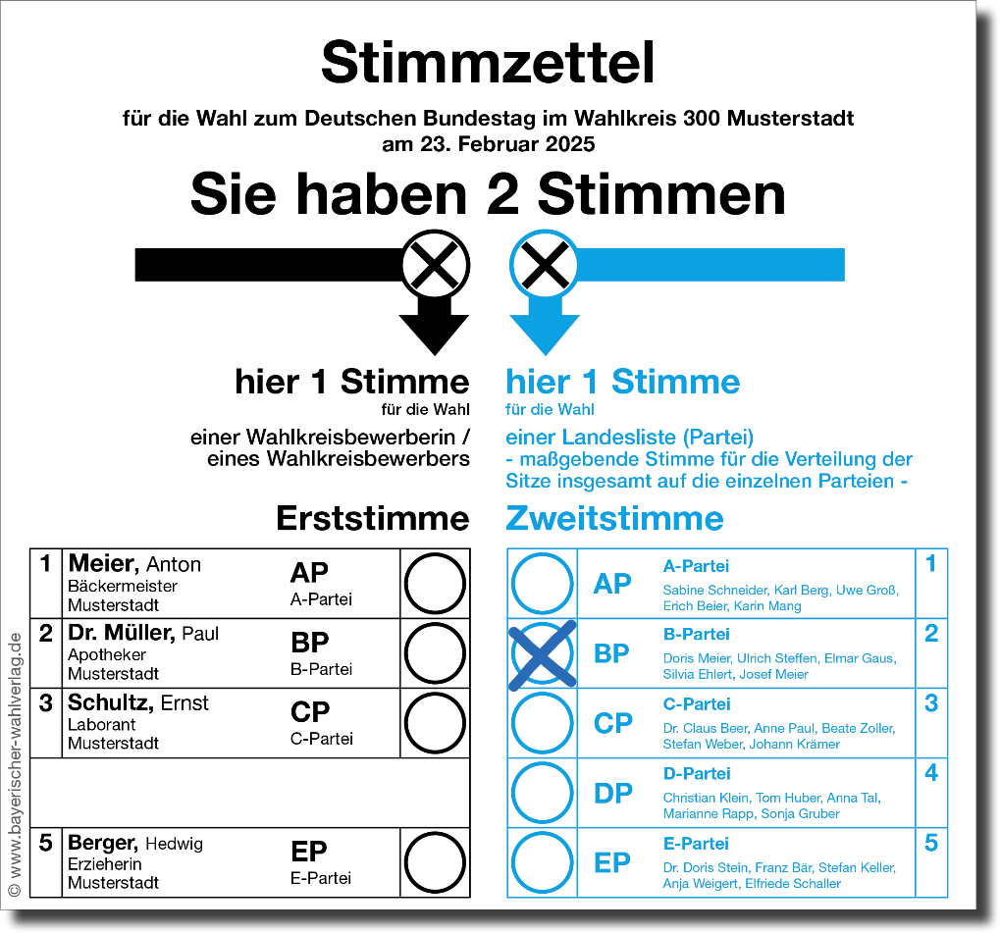 Stimmzettel
für die Wahl zum Deutschen Bundestag im Wahlkreis 300 Musterstadt
am 23. Februar 2025
Sie haben 2 Stimmen
hier 1 Stimme
für die Wahl
einer Wahlkreisbewerberin /
eines Wahlkreisbewerbers
Erststimme
hier 1 Stimme
für die Wahl
einer Landesliste (Partei)
- maßgebende Stimme für die Verteilung der
Sitze insgesamt auf die einzelnen Parteien -
Zweitstimme
1 Meier, Anton AP
Bäckermeister A-Partei
Musterstadt
2 Dr. Müller, Paul BP
Apotheker B-Partei
Musterstadt
3 Schultz, Ernst CP
Laborant C-Partei
Musterstadt
5 Berger, Hedwig EP
Erzieherin E-Partei
Musterstadt
AP A-Partei 1
Sabine Schneider, Karl Berg, Uwe Groß,
Erich Beier, Karin Mang
BP B-Partei 2
Doris Meier, Ulrich Steffen, Elmar Gaus,
Silvia Ehlert, Josef Meier
CP C-Partei 3
Dr. Claus Beer, Anne Paul, Beate Zoller,
Stefan Weber, Johann Krämer
DP D-Partei 4
Christian Klein, Tom Huber, Anna Tal,
Marianne Rapp, Sonja Gruber
EP E-Partei 5
Dr. Doris Stein, Franz Bär, Stefan Keller,
Anja Weigert, Elfriede Schaller
© www.bayerischer-wahlverlag.de